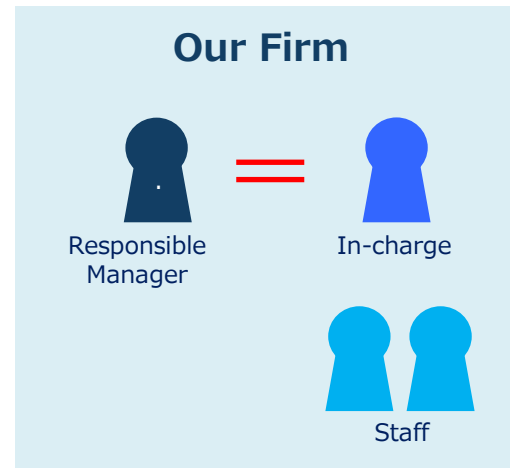 Our Firm
Responsible
Manager
In-charge
Staff